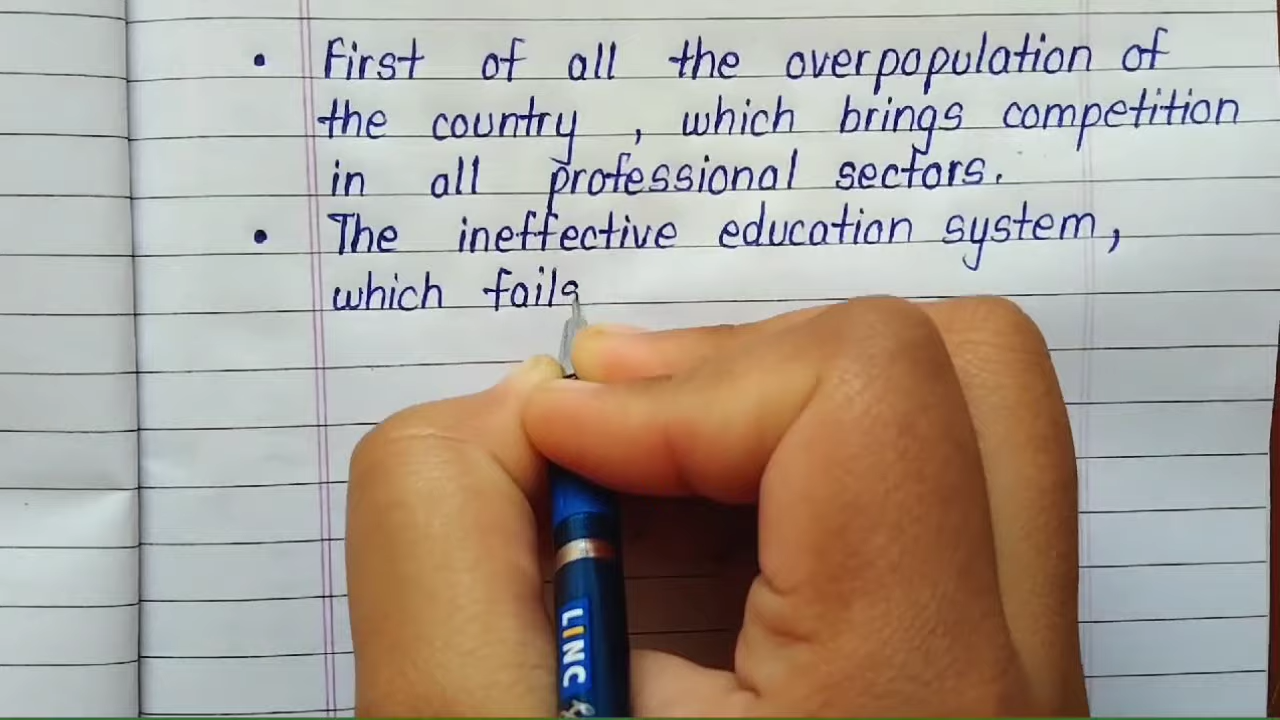 • First of all the overpopulation of
the country , which brings competition
in all professional sectors.
• The ineffective education system,
which fails
LINC